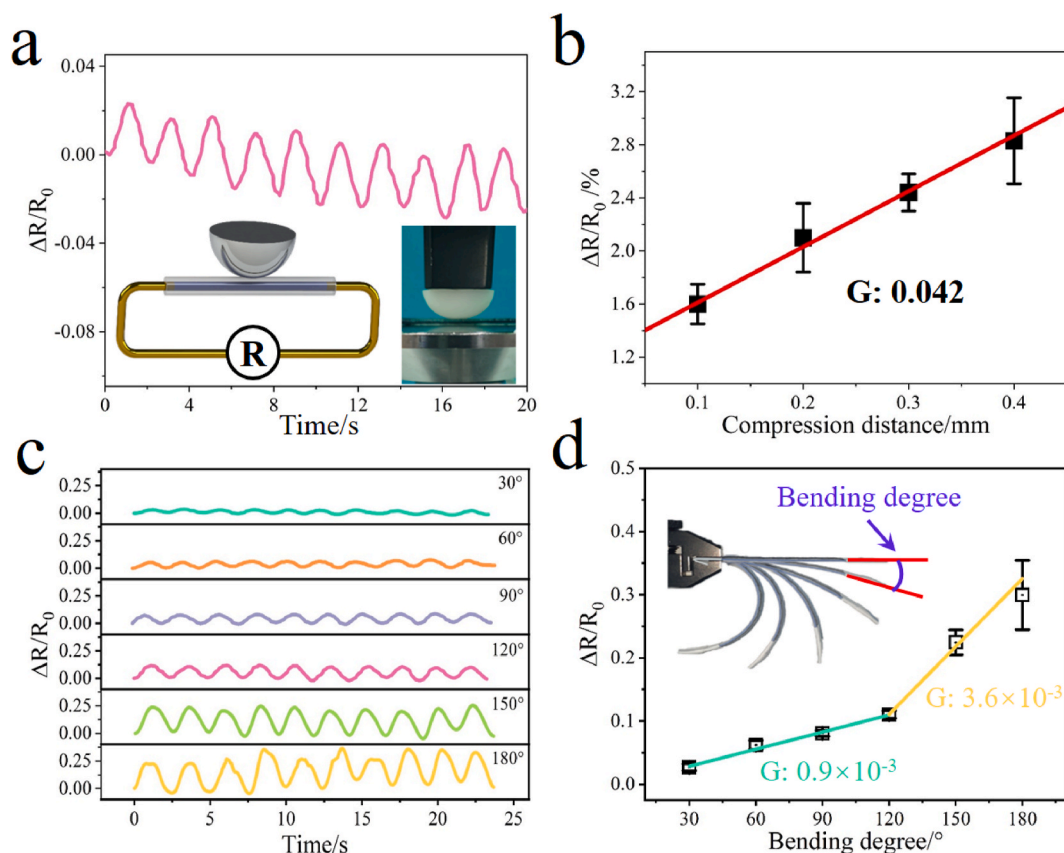 a
0.04
0.00
-0.04
-0.08
ΔR/R₀
R
0 4 8 12 16 20
Time/s
b
3.2
2.8
2.4
2.0
1.6
1.2
ΔR/R₀ /%
G: 0.042
0.1 0.2 0.3 0.4
Compression distance/mm
c
0.25
0.00
30°
0.25
0.00
60°
0.25
0.00
90°
0.25
0.00
120°
0.25
0.00
150°
0.25
0.00
180°
ΔR/R₀
0 5 10 15 20 25
Time/s
d
0.5
0.4
0.3
0.2
0.1
0.0
ΔR/R₀
Bending degree
G: 3.6×10⁻³
G: 0.9×10⁻³
30 60 90 120 150 180
Bending degree/°